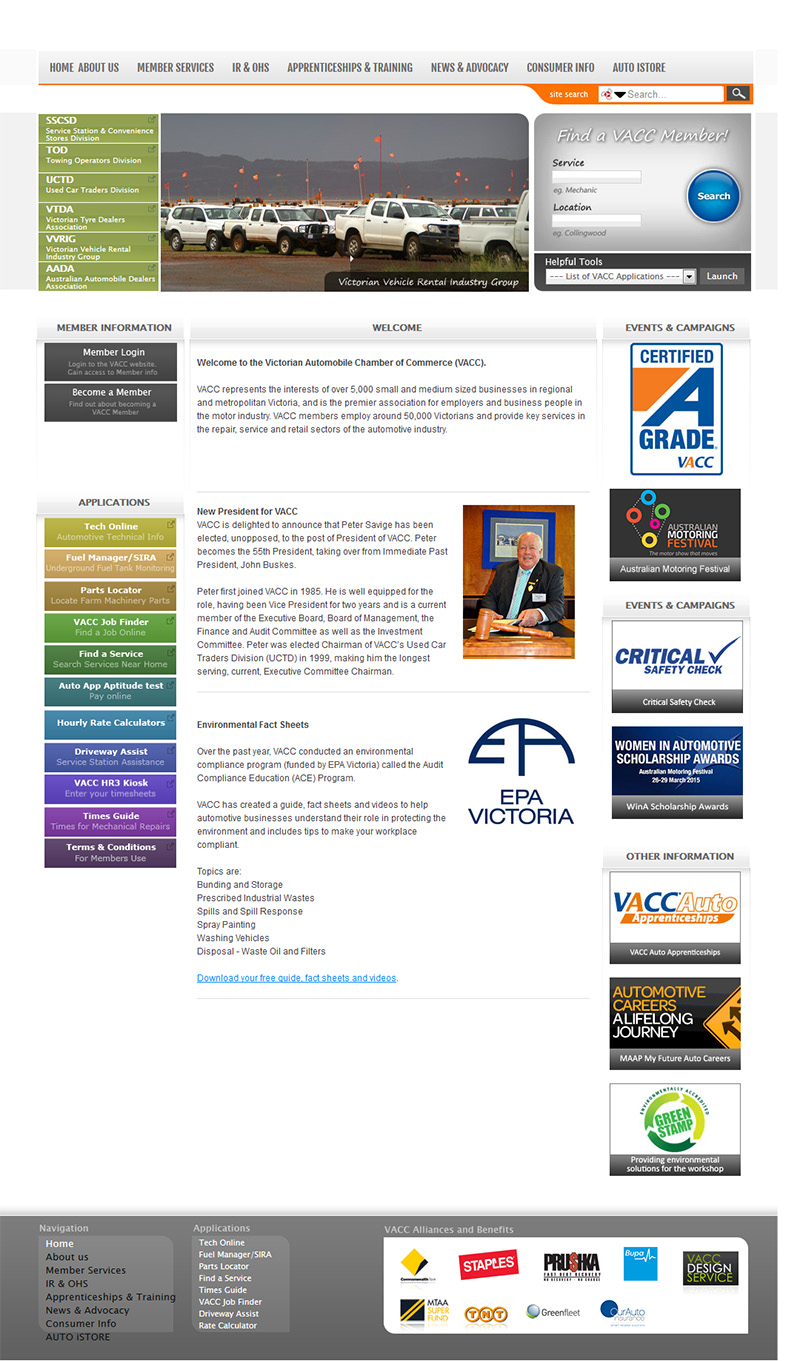 HOME ABOUT US MEMBER SERVICES IR & OHS APPRENTICESHIPS & TRAINING NEWS & ADVOCACY CONSUMER INFO AUTO ISTORE
site search Search...
SSCSD
Service Station & Convenience
Stores Division
TOD
Towing Operators Division
UCTD
Used Car Traders Division
VTDA
Victorian Tyre Dealers
Association
VVRIG
Victorian Vehicle Rental
Industry Group
AADA
Australian Automobile Dealers
Association
Victorian Vehicle Rental Industry Group
Find a VACC Member!
Service
eg. Mechanic
Search
Location
eg. Collingwood
Helpful Tools
--- List of VACC Applications --- Launch
MEMBER INFORMATION
Member Login
Login to the VACC website.
Gain access to Member info
Become a Member
Find out about becoming a
VACC Member
APPLICATIONS
Tech Online
Automotive Technical Info
Fuel Manager/SIRA
Underground Fuel Tank Monitoring
Parts Locator
Locate Farm Machinery Parts
VACC Job Finder
Find a Job Online
Find a Service
Search Services Near Home
Auto App Aptitude test
Pay online
Hourly Rate Calculators
Driveway Assist
Service Station Assistance
VACC HR3 Kiosk
Enter your timesheets
Times Guide
Times for Mechanical Repairs
Terms & Conditions
For Members Use
WELCOME
Welcome to the Victorian Automobile Chamber of Commerce (VACC).
VACC represents the interests of over 5,000 small and medium sized businesses in regional
and metropolitan Victoria, and is the premier association for employers and business people in
the motor industry. VACC members employ around 50,000 Victorians and provide key services in
the repair, service and retail sectors of the automotive industry.
New President for VACC
VACC is delighted to announce that Peter Savige has been
elected, unopposed, to the post of President of VACC. Peter
becomes the 55th President, taking over from Immediate Past
President, John Buskes.
Peter first joined VACC in 1985. He is well equipped for the
role, having been Vice President for two years and is a current
member of the Executive Board, Board of Management, the
Finance and Audit Committee as well as the Investment
Committee. Peter was elected Chairman of VACC's Used Car
Traders Division (UCTD) in 1999, making him the longest
serving, current, Executive Committee Chairman.
Environmental Fact Sheets
Over the past year, VACC conducted an environmental
compliance program (funded by EPA Victoria) called the Audit
Compliance Education (ACE) Program.
VACC has created a guide, fact sheets and videos to help
automotive businesses understand their role in protecting the
environment and includes tips to make your workplace
compliant.
Topics are:
Bunding and Storage
Prescribed Industrial Wastes
Spills and Spill Response
Spray Painting
Washing Vehicles
Disposal - Waste Oil and Filters
Download your free guide, fact sheets and videos.
EPA
VICTORIA
EVENTS & CAMPAIGNS
CERTIFIED
A
GRADE
VACC
AUSTRALIAN
MOTORING
FESTIVAL
The motor show that moves
Australian Motoring Festival
EVENTS & CAMPAIGNS
CRITICAL
SAFETY CHECK
Critical Safety Check
WOMEN IN AUTOMOTIVE
SCHOLARSHIP AWARDS
Australian Motoring Festival
26-29 March 2015
WinA Scholarship Awards
OTHER INFORMATION
VACC Auto
Apprenticeships
VACC Auto Apprenticeships
AUTOMOTIVE
CAREERS
A LIFELONG
JOURNEY
MAAP My Future Auto Careers
ENVIRONMENTALLY ACCREDITED
GREEN
STAMP
Providing environmental
solutions for the workshop
Navigation
Home
About us
Member Services
IR & OHS
Apprenticeships & Training
News & Advocacy
Consumer Info
AUTO iSTORE
Applications
Tech Online
Fuel Manager/SIRA
Parts Locator
Find a Service
Times Guide
VACC Job Finder
Driveway Assist
Rate Calculator
VACC Alliances and Benefits
CommonwealthBank
STAPLES
PRUSHKA
FAST DEBT RECOVERY
NO RECOVERY - NO CHARGE
Bupa
VACC
DESIGN
SERVICE
MTAA
SUPER
FUND
TNT
Greenfleet
OurAuto
insurance